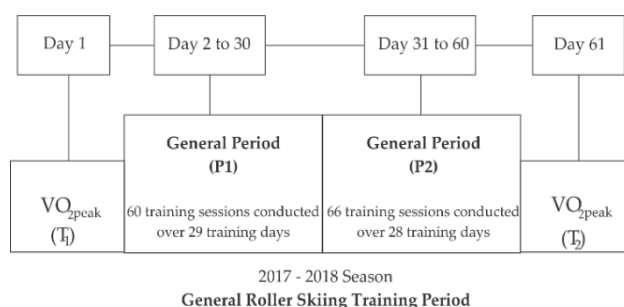 Day 1
Day 2 to 30
Day 31 to 60
Day 61
General Period
(P1)
60 training sessions conducted
over 29 training days
General Period
(P2)
66 training sessions conducted
over 28 training days
VO2peak
(T1)
VO2peak
(T2)
2017 - 2018 Season
General Roller Skiing Training Period